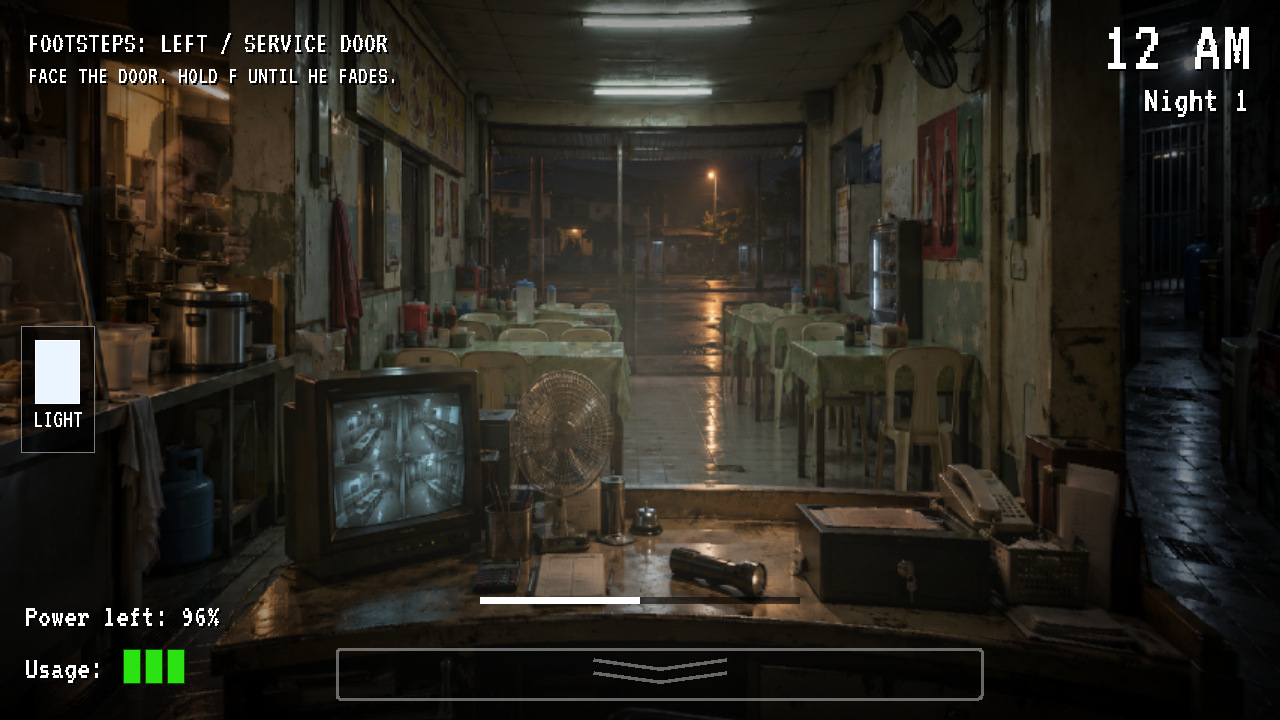 FOOTSTEPS: LEFT / SERVICE DOOR
FACE THE DOOR. HOLD F UNTIL HE FADES.
12 AM
Night 1
LIGHT
Power left: 96%
Usage: